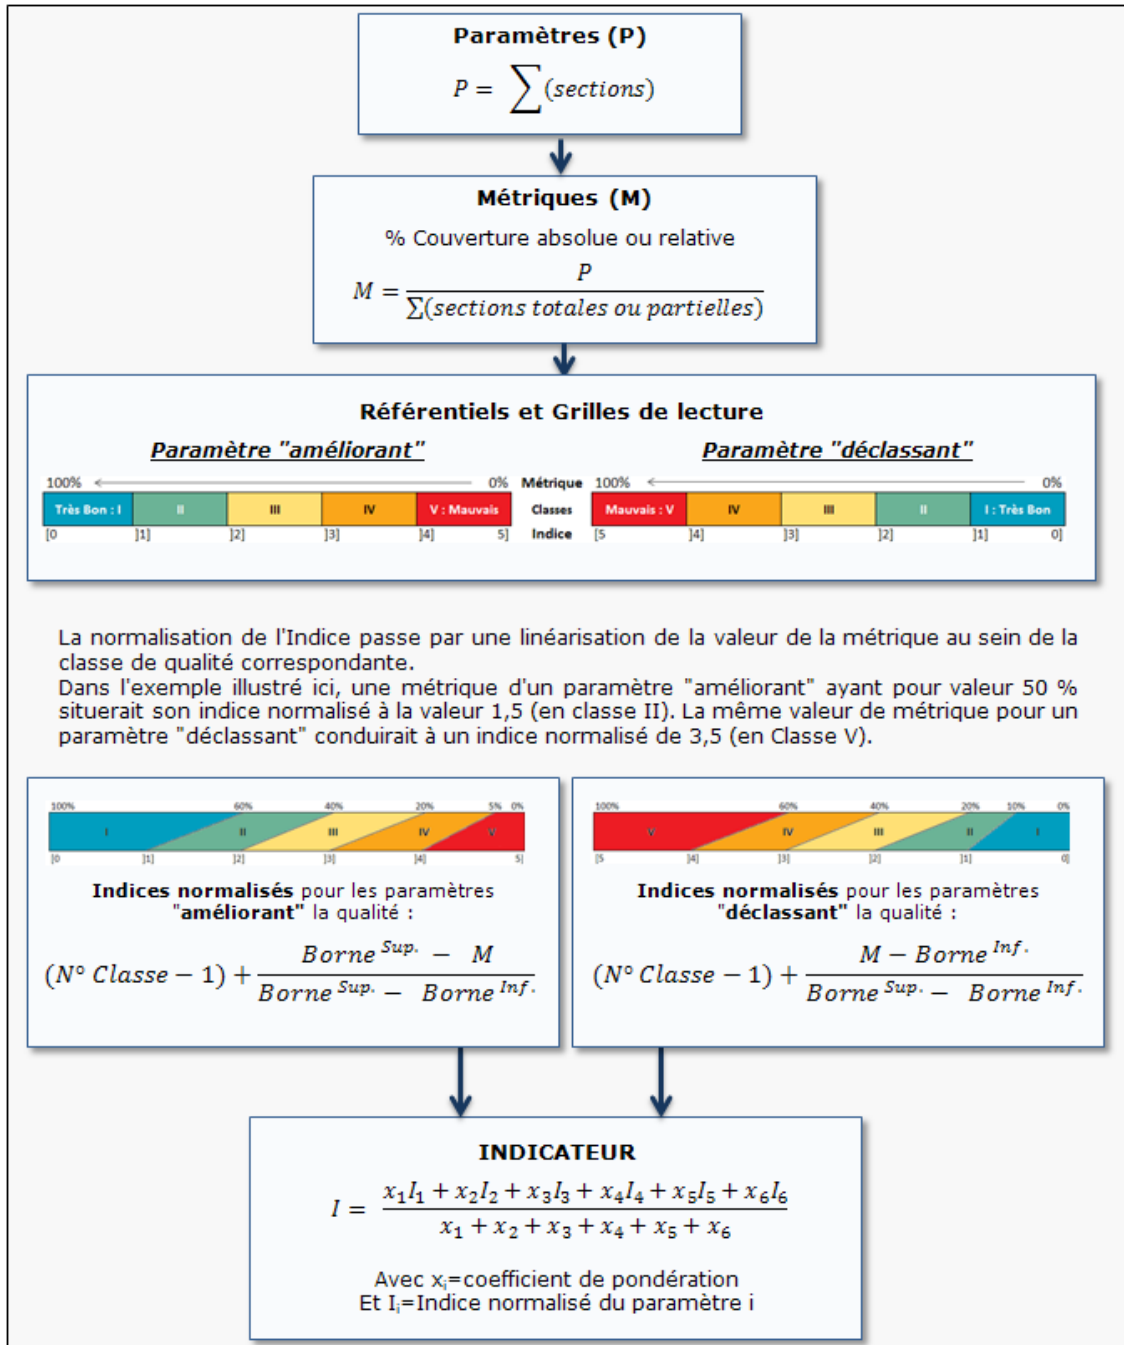 Paramètres (P)
P = ∑(sections)
Métriques (M)
% Couverture absolue ou relative
M = P / ∑(sections totales ou partielles)
Référentiels et Grilles de lecture
Paramètre "améliorant" Paramètre "déclassant"
100% 0% Métrique 100% 0%
Très Bon : I II III IV V : Mauvais Classes Mauvais : V IV III II I : Très Bon
[0 ]1] ]2] ]3] ]4] 5] Indice [5 ]4] ]3] ]2] ]1] 0]
La normalisation de l'Indice passe par une linéarisation de la valeur de la métrique au sein de la
classe de qualité correspondante.
Dans l'exemple illustré ici, une métrique d'un paramètre "améliorant" ayant pour valeur 50 %
situerait son indice normalisé à la valeur 1,5 (en classe II). La même valeur de métrique pour un
paramètre "déclassant" conduirait à un indice normalisé de 3,5 (en Classe V).
100% 60% 40% 20% 5% 0%
I II III IV V
[0 ]1] ]2] ]3] ]4] 5]
Indices normalisés pour les paramètres
"améliorant" la qualité :
(N° Classe − 1) + (Borne Sup. − M) / (Borne Sup. − Borne Inf.)
100% 60% 40% 20% 10% 0%
V IV III II I
[5 ]4] ]3] ]2] ]1] 0]
Indices normalisés pour les paramètres
"déclassant" la qualité :
(N° Classe − 1) + (M − Borne Inf.) / (Borne Sup. − Borne Inf.)
INDICATEUR
I = (x₁I₁ + x₂I₂ + x₃I₃ + x₄I₄ + x₅I₅ + x₆I₆) / (x₁ + x₂ + x₃ + x₄ + x₅ + x₆)
Avec xᵢ=coefficient de pondération
Et Iᵢ=Indice normalisé du paramètre i